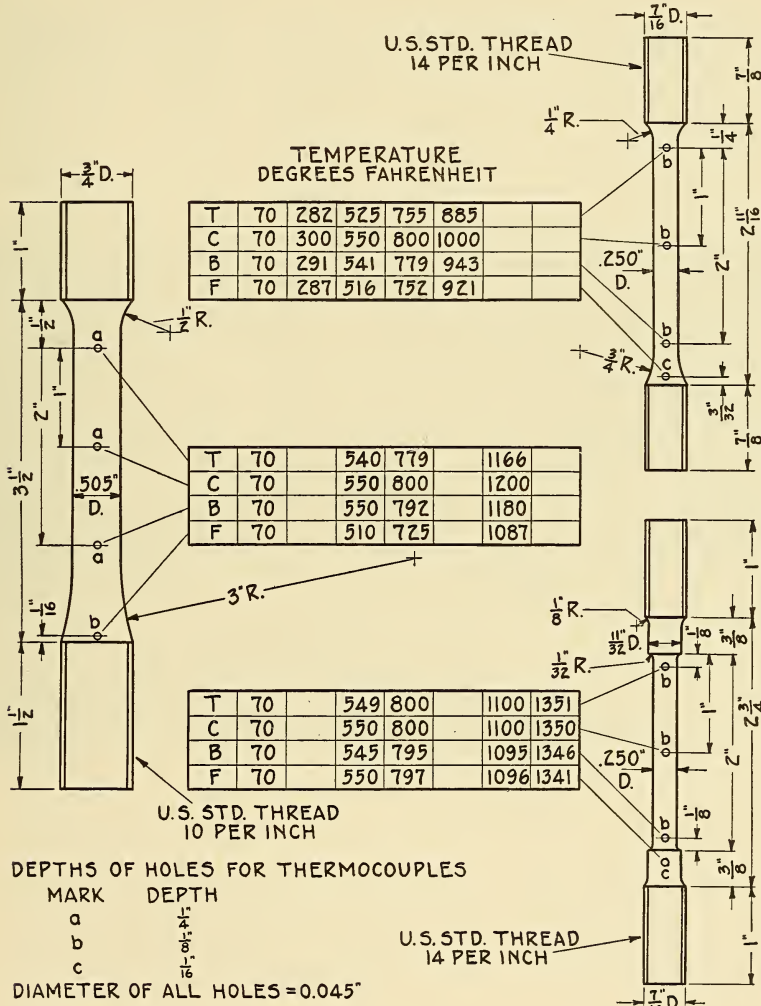 7/16" D.
U.S. STD. THREAD
14 PER INCH
7/8"
1/4" R.
1/4"
TEMPERATURE
DEGREES FAHRENHEIT
3/4" D.
T 70 282 525 755 885
C 70 300 550 800 1000
B 70 291 541 779 943
F 70 287 516 752 921
b
b
b
c
1"
2"
2 11/16"
.250"
D.
3/4" R.
3/32"
7/8"
1"
1/2"
1/2" R.
a
a
a
b
1"
2"
3 1/2"
.505"
D.
1/16"
3" R.
1 1/2"
T 70 540 779 1166
C 70 550 800 1200
B 70 550 792 1180
F 70 510 725 1087
1"
1/8" R.
11/32" D.
1/32" R.
1/8"
3/8"
b
b
b
c
1"
2"
2 3/4"
.250"
D.
1/8"
3/8"
1"
T 70 549 800 1100 1351
C 70 550 800 1100 1350
B 70 545 795 1095 1346
F 70 550 797 1096 1341
U.S. STD. THREAD
10 PER INCH
DEPTHS OF HOLES FOR THERMOCOUPLES
MARK DEPTH
a 1/4"
b 1/8"
c 1/16"
DIAMETER OF ALL HOLES = 0.045"
U.S. STD. THREAD
14 PER INCH